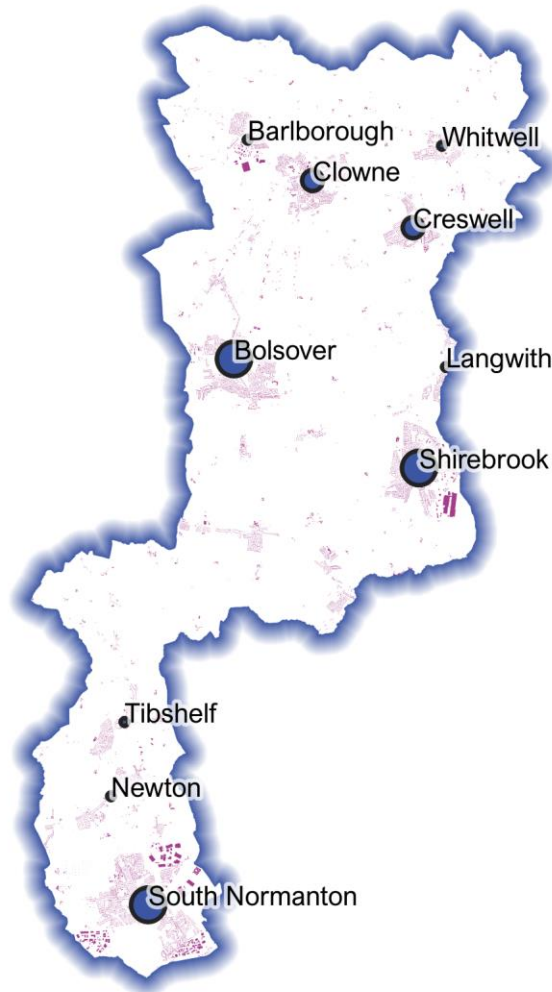 Barlborough
Whitwell
Clowne
Creswell
Bolsover
Langwith
Shirebrook
Tibshelf
Newton
South Normanton